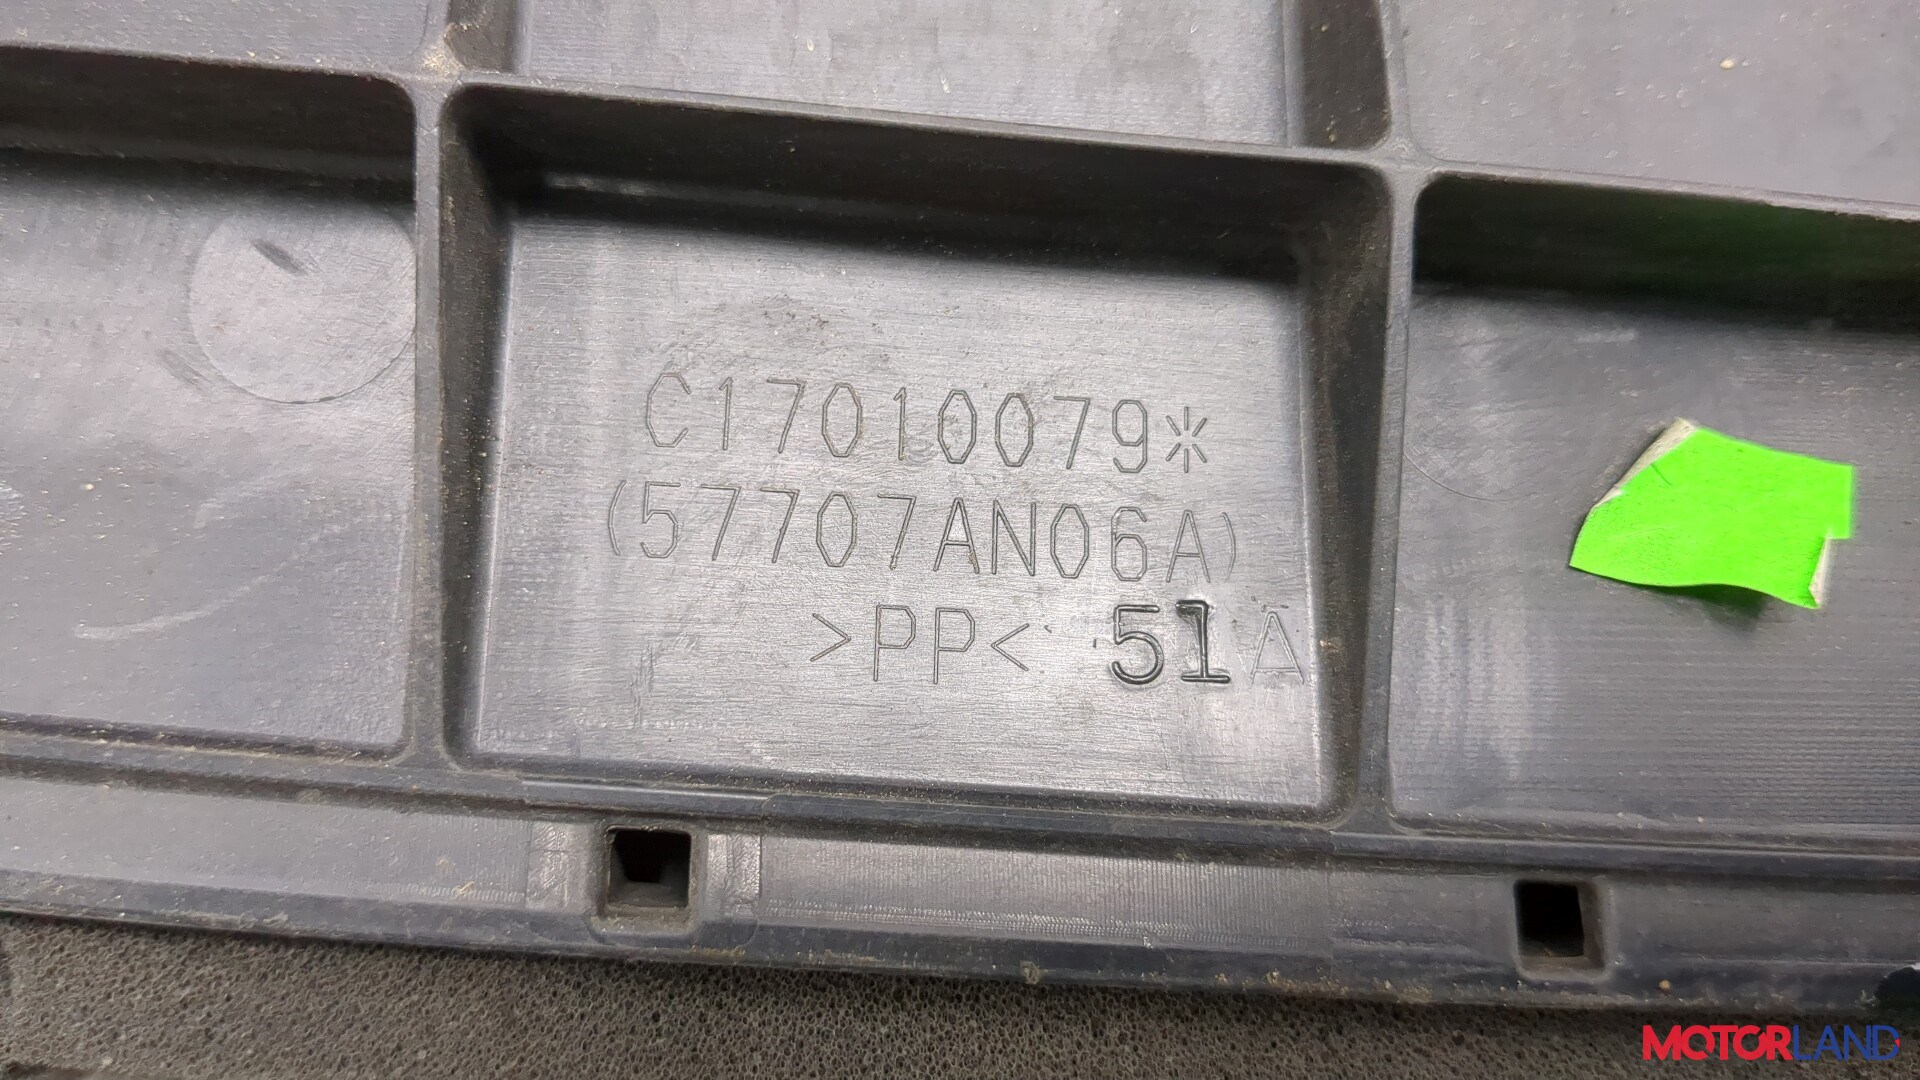 C17010079*
(57707AN06A)
>PP< 51A
MOTORLAND